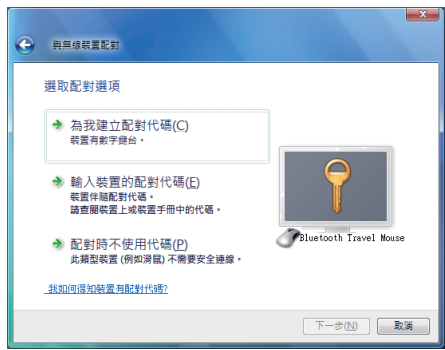 與無線裝置配對
選取配對選項
為我建立配對代碼(C)
裝置有數字鍵台。
輸入裝置的配對代碼(E)
裝置伴隨配對代碼。
請查閱裝置上或裝置手冊中的代碼。
配對時不使用代碼(P)
此類型裝置 (例如滑鼠) 不需要安全連線。
Bluetooth Travel Mouse
我如何得知裝置有配對代碼?
下一步(N)
取消